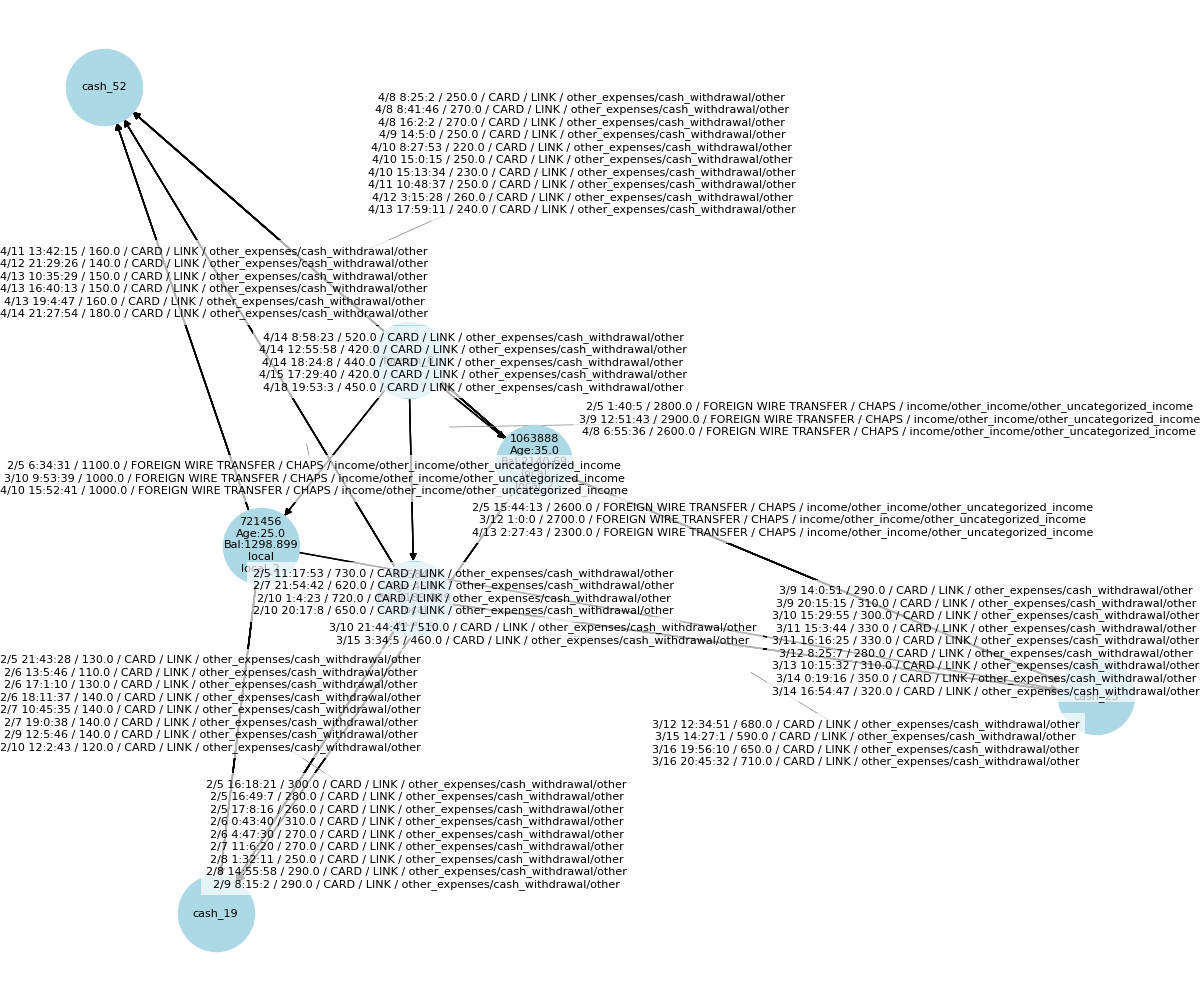 cash_52
4/8 8:25:2 / 250.0 / CARD / LINK / other_expenses/cash_withdrawal/other
4/8 8:41:46 / 270.0 / CARD / LINK / other_expenses/cash_withdrawal/other
4/8 16:2:2 / 270.0 / CARD / LINK / other_expenses/cash_withdrawal/other
4/9 14:5:0 / 250.0 / CARD / LINK / other_expenses/cash_withdrawal/other
4/10 8:27:53 / 220.0 / CARD / LINK / other_expenses/cash_withdrawal/other
4/10 15:0:15 / 250.0 / CARD / LINK / other_expenses/cash_withdrawal/other
4/10 15:13:34 / 230.0 / CARD / LINK / other_expenses/cash_withdrawal/other
4/11 10:48:37 / 250.0 / CARD / LINK / other_expenses/cash_withdrawal/other
4/12 3:15:28 / 260.0 / CARD / LINK / other_expenses/cash_withdrawal/other
4/13 17:59:11 / 240.0 / CARD / LINK / other_expenses/cash_withdrawal/other
4/11 13:42:15 / 160.0 / CARD / LINK / other_expenses/cash_withdrawal/other
4/12 21:29:26 / 140.0 / CARD / LINK / other_expenses/cash_withdrawal/other
4/13 10:35:29 / 150.0 / CARD / LINK / other_expenses/cash_withdrawal/other
4/13 16:40:13 / 150.0 / CARD / LINK / other_expenses/cash_withdrawal/other
4/13 19:4:47 / 160.0 / CARD / LINK / other_expenses/cash_withdrawal/other
4/14 21:27:54 / 180.0 / CARD / LINK / other_expenses/cash_withdrawal/other
4/14 8:58:23 / 520.0 / CARD / LINK / other_expenses/cash_withdrawal/other
4/14 12:55:58 / 420.0 / CARD / LINK / other_expenses/cash_withdrawal/other
4/14 18:24:8 / 440.0 / CARD / LINK / other_expenses/cash_withdrawal/other
4/15 17:29:40 / 420.0 / CARD / LINK / other_expenses/cash_withdrawal/other
4/18 19:53:3 / 450.0 / CARD / LINK / other_expenses/cash_withdrawal/other
2/5 1:40:5 / 2800.0 / FOREIGN WIRE TRANSFER / CHAPS / income/other_income/other_uncategorized_income
3/9 12:51:43 / 2900.0 / FOREIGN WIRE TRANSFER / CHAPS / income/other_income/other_uncategorized_income
4/8 6:55:36 / 2600.0 / FOREIGN WIRE TRANSFER / CHAPS / income/other_income/other_uncategorized_income
1063888
Age:35.0
Bal:2140.69
local
2/5 6:34:31 / 1100.0 / FOREIGN WIRE TRANSFER / CHAPS / income/other_income/other_uncategorized_income
3/10 9:53:39 / 1000.0 / FOREIGN WIRE TRANSFER / CHAPS / income/other_income/other_uncategorized_income
4/10 15:52:41 / 1000.0 / FOREIGN WIRE TRANSFER / CHAPS / income/other_income/other_uncategorized_income
2/5 15:44:13 / 2600.0 / FOREIGN WIRE TRANSFER / CHAPS / income/other_income/other_uncategorized_income
3/12 1:0:0 / 2700.0 / FOREIGN WIRE TRANSFER / CHAPS / income/other_income/other_uncategorized_income
4/13 2:27:43 / 2300.0 / FOREIGN WIRE TRANSFER / CHAPS / income/other_income/other_uncategorized_income
721456
Age:25.0
Bal:1298.899
local
2/5 11:17:53 / 730.0 / CARD / LINK / other_expenses/cash_withdrawal/other
2/7 21:54:42 / 620.0 / CARD / LINK / other_expenses/cash_withdrawal/other
2/10 1:4:23 / 720.0 / CARD / LINK / other_expenses/cash_withdrawal/other
2/10 20:17:8 / 650.0 / CARD / LINK / other_expenses/cash_withdrawal/other
3/10 21:44:41 / 510.0 / CARD / LINK / other_expenses/cash_withdrawal/other
3/15 3:34:5 / 460.0 / CARD / LINK / other_expenses/cash_withdrawal/other
3/9 14:0:51 / 290.0 / CARD / LINK / other_expenses/cash_withdrawal/other
3/9 20:15:15 / 310.0 / CARD / LINK / other_expenses/cash_withdrawal/other
3/10 15:29:55 / 300.0 / CARD / LINK / other_expenses/cash_withdrawal/other
3/11 15:3:44 / 330.0 / CARD / LINK / other_expenses/cash_withdrawal/other
3/11 16:16:25 / 330.0 / CARD / LINK / other_expenses/cash_withdrawal/other
3/12 8:25:7 / 280.0 / CARD / LINK / other_expenses/cash_withdrawal/other
3/13 10:15:32 / 310.0 / CARD / LINK / other_expenses/cash_withdrawal/other
3/14 0:19:16 / 350.0 / CARD / LINK / other_expenses/cash_withdrawal/other
3/14 16:54:47 / 320.0 / CARD / LINK / other_expenses/cash_withdrawal/other
2/5 21:43:28 / 130.0 / CARD / LINK / other_expenses/cash_withdrawal/other
2/6 13:5:46 / 110.0 / CARD / LINK / other_expenses/cash_withdrawal/other
2/6 17:1:10 / 130.0 / CARD / LINK / other_expenses/cash_withdrawal/other
2/6 18:11:37 / 140.0 / CARD / LINK / other_expenses/cash_withdrawal/other
2/7 10:45:35 / 140.0 / CARD / LINK / other_expenses/cash_withdrawal/other
2/7 19:0:38 / 140.0 / CARD / LINK / other_expenses/cash_withdrawal/other
2/9 12:5:46 / 140.0 / CARD / LINK / other_expenses/cash_withdrawal/other
2/10 12:2:43 / 120.0 / CARD / LINK / other_expenses/cash_withdrawal/other
3/12 12:34:51 / 680.0 / CARD / LINK / other_expenses/cash_withdrawal/other
3/15 14:27:1 / 590.0 / CARD / LINK / other_expenses/cash_withdrawal/other
3/16 19:56:10 / 650.0 / CARD / LINK / other_expenses/cash_withdrawal/other
3/16 20:45:32 / 710.0 / CARD / LINK / other_expenses/cash_withdrawal/other
2/5 16:18:21 / 300.0 / CARD / LINK / other_expenses/cash_withdrawal/other
2/5 16:49:7 / 280.0 / CARD / LINK / other_expenses/cash_withdrawal/other
2/5 17:8:16 / 260.0 / CARD / LINK / other_expenses/cash_withdrawal/other
2/6 0:43:40 / 310.0 / CARD / LINK / other_expenses/cash_withdrawal/other
2/6 4:47:30 / 270.0 / CARD / LINK / other_expenses/cash_withdrawal/other
2/7 11:6:20 / 270.0 / CARD / LINK / other_expenses/cash_withdrawal/other
2/8 1:32:11 / 250.0 / CARD / LINK / other_expenses/cash_withdrawal/other
2/8 14:55:58 / 290.0 / CARD / LINK / other_expenses/cash_withdrawal/other
2/9 8:15:2 / 290.0 / CARD / LINK / other_expenses/cash_withdrawal/other
cash_19